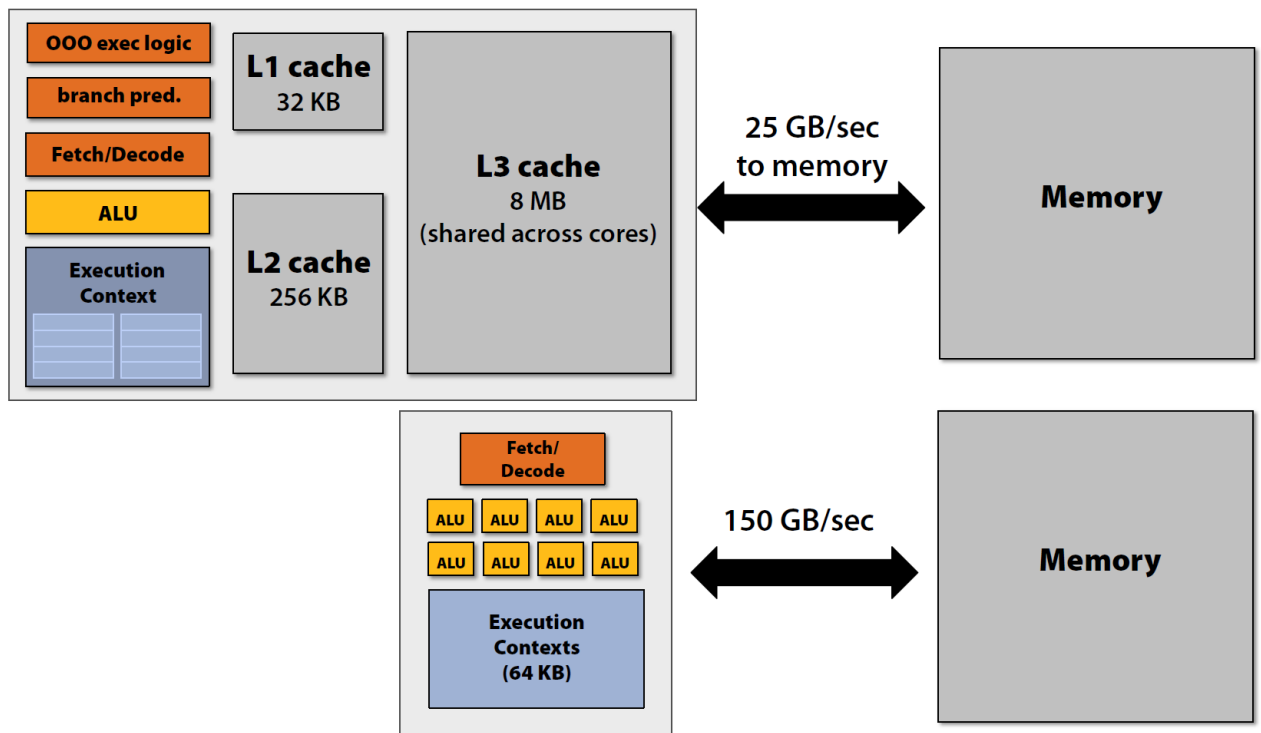 OOO exec logic
branch pred.
Fetch/Decode
ALU
Execution
Context
L1 cache
32 KB
L2 cache
256 KB
L3 cache
8 MB
(shared across cores)
25 GB/sec
to memory
Memory
Fetch/
Decode
ALU ALU ALU ALU
ALU ALU ALU ALU
Execution
Contexts
(64 KB)
150 GB/sec
Memory